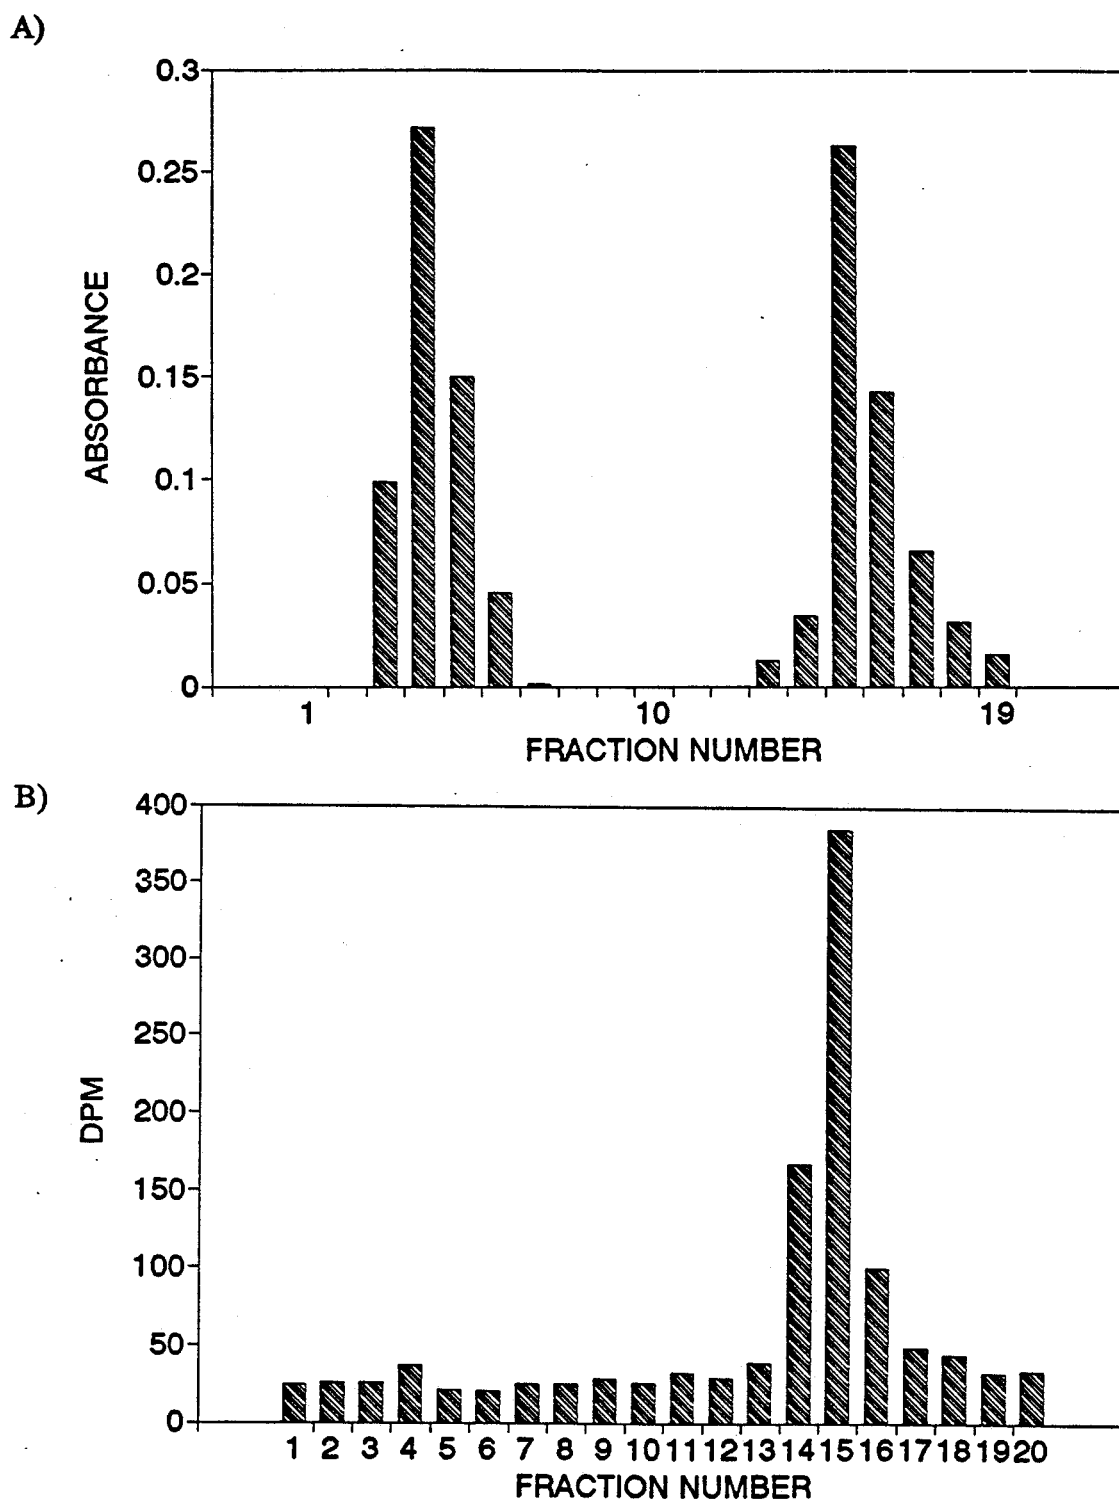 A)
0.3
0.25
0.2
0.15
0.1
0.05
0
ABSORBANCE
1 10 19
FRACTION NUMBER
B)
400
350
300
250
200
150
100
50
0
DPM
1 2 3 4 5 6 7 8 9 10 11 12 13 14 15 16 17 18 19 20
FRACTION NUMBER